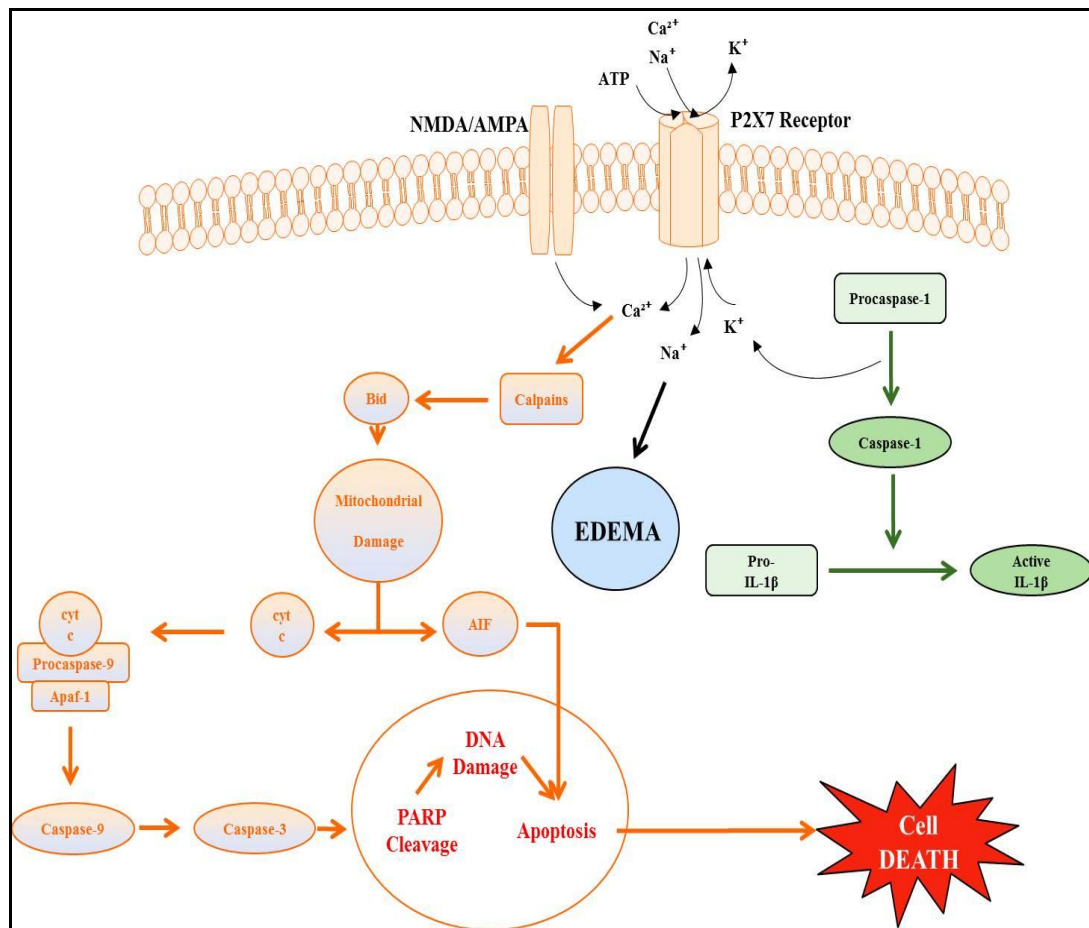 Ca²⁺
Na⁺
K⁺
ATP
NMDA/AMPA
P2X7 Receptor
Ca²⁺
Na⁺
K⁺
Procaspase-1
Bid
Calpains
Caspase-1
Mitochondrial
Damage
EDEMA
Pro-
IL-1β
Active
IL-1β
cyt
c
Procaspase-9
Apaf-1
cyt
c
AIF
DNA
Damage
PARP
Cleavage
Apoptosis
Caspase-9
Caspase-3
Cell
DEATH